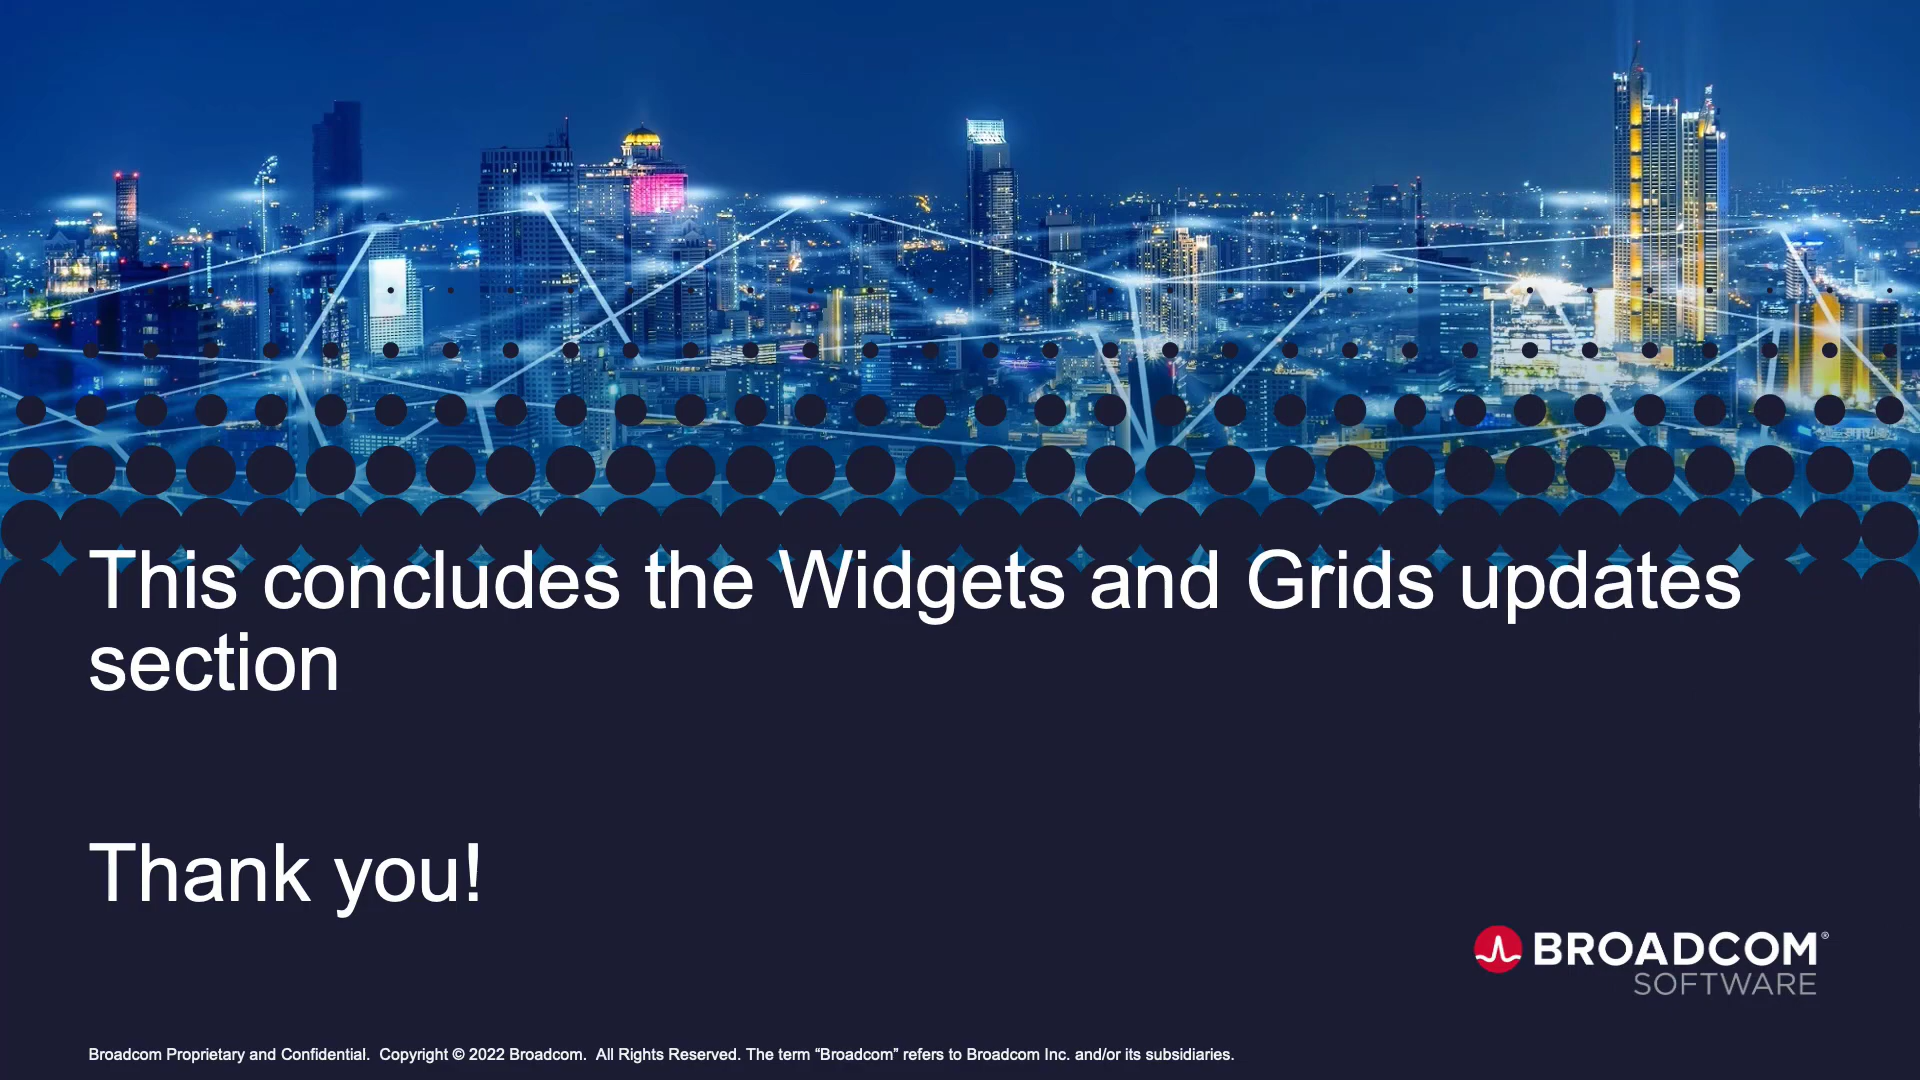 This concludes the Widgets and Grids updates
section
Thank you!
BROADCOM®
SOFTWARE
Broadcom Proprietary and Confidential.  Copyright © 2022 Broadcom.  All Rights Reserved. The term “Broadcom” refers to Broadcom Inc. and/or its subsidiaries.